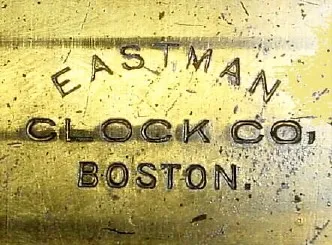 EASTMAN
CLOCK CO,
BOSTON.